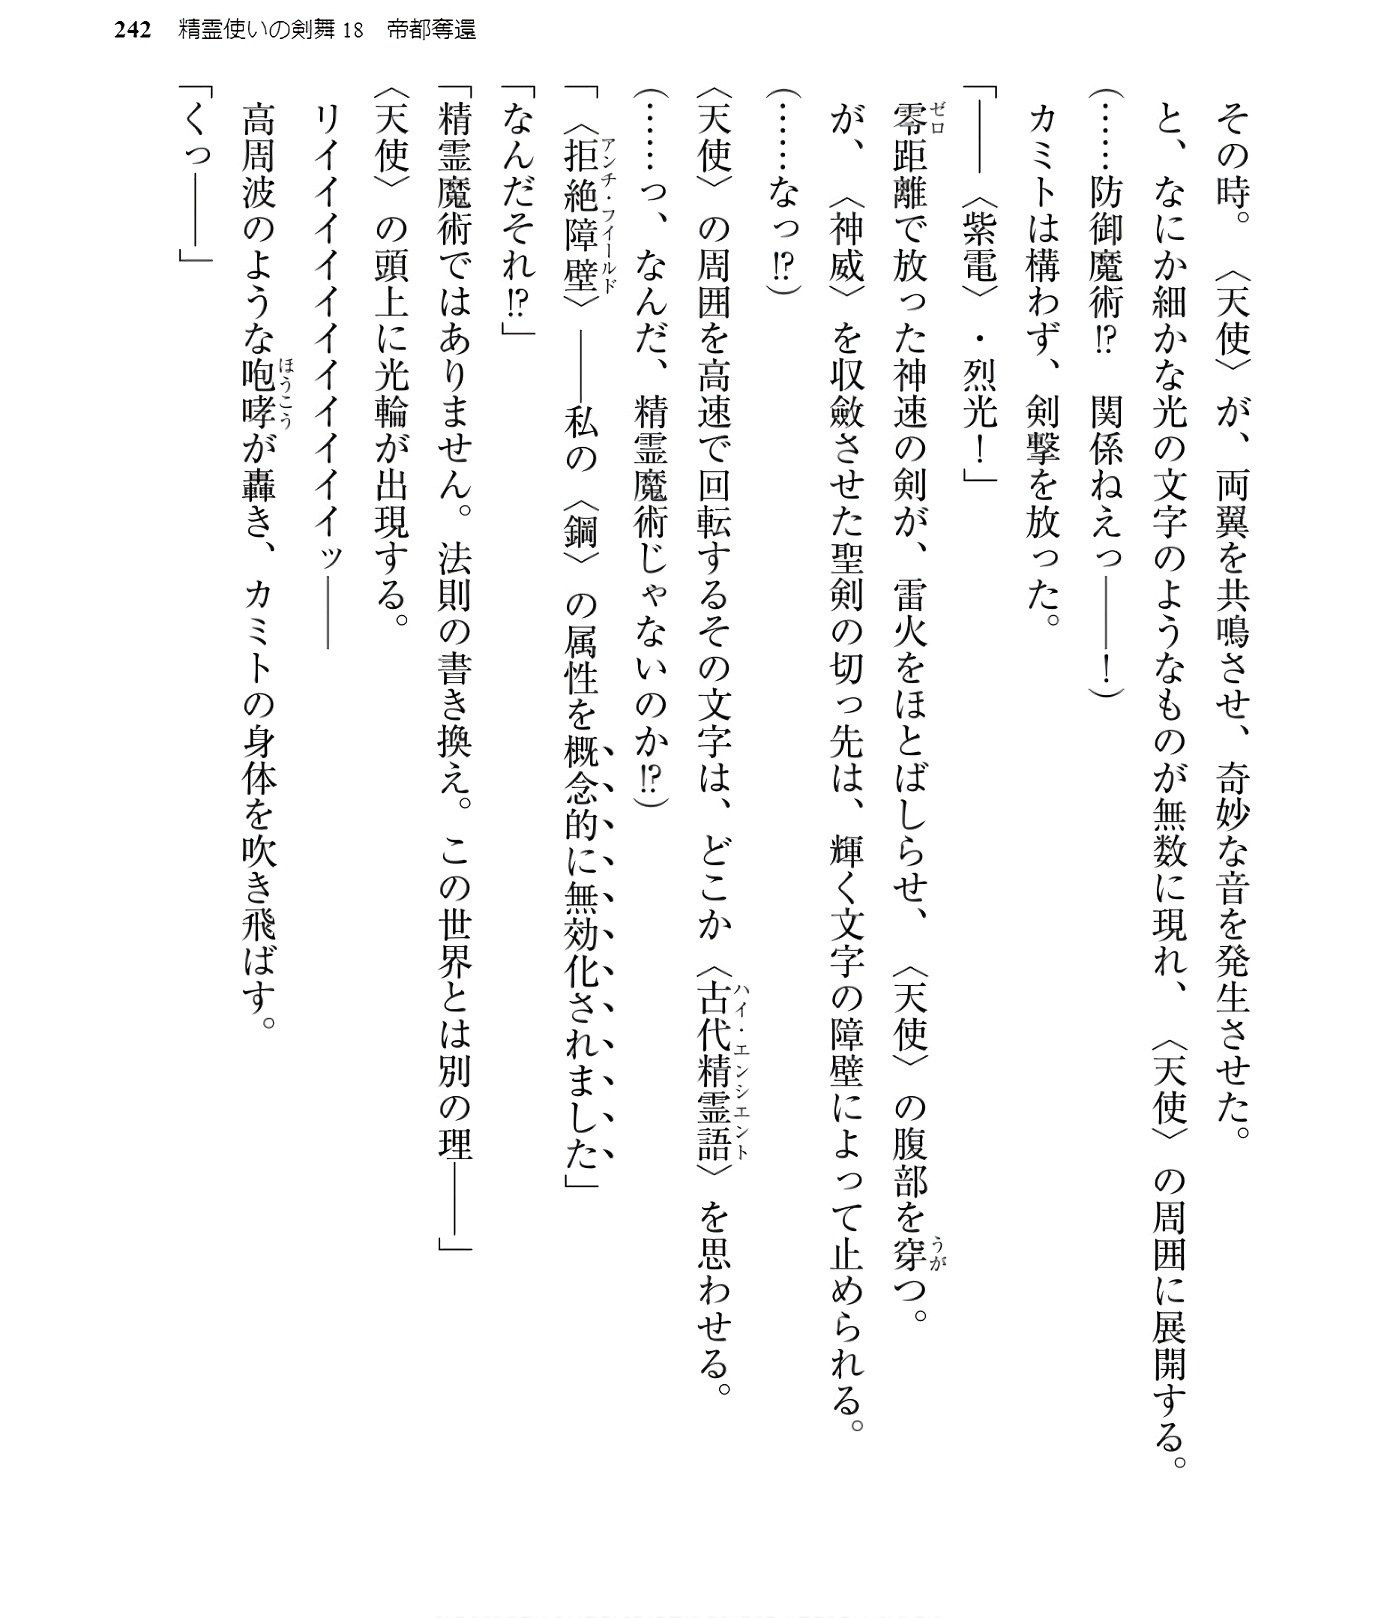 242　精霊使いの剣舞 18　帝都奪還
その時。〈天使〉が、両翼を共鳴させ、奇妙な音を発生させた。
と、なにか細かな光の文字のようなものが無数に現れ、〈天使〉の周囲に展開する。
(……防御魔術⁉　関係ねえっ――！)
カミトは構わず、剣撃を放った。
「――〈紫電〉・烈光！」
零距離で放った神速の剣が、雷火をほとばしらせ、〈天使〉の腹部を穿つ。
ゼロ
うが
が、〈神威〉を収斂させた聖剣の切っ先は、輝く文字の障壁によって止められる。
(……なっ⁉)
〈天使〉の周囲を高速で回転するその文字は、どこか〈古代精霊語〉を思わせる。
ハイ・エンシェント
(……っ、なんだ、精霊魔術じゃないのか⁉)
「〈拒絶障壁〉――私の〈鋼〉の属性を概念的に無効化されました」
アンチ・フィールド
「なんだそれ⁉」
「精霊魔術ではありません。法則の書き換え。この世界とは別の理――」
〈天使〉の頭上に光輪が出現する。
リイイイイイイイイイイイッ――
高周波のような咆哮が轟き、カミトの身体を吹き飛ばす。
ほうこう
「くっ――」